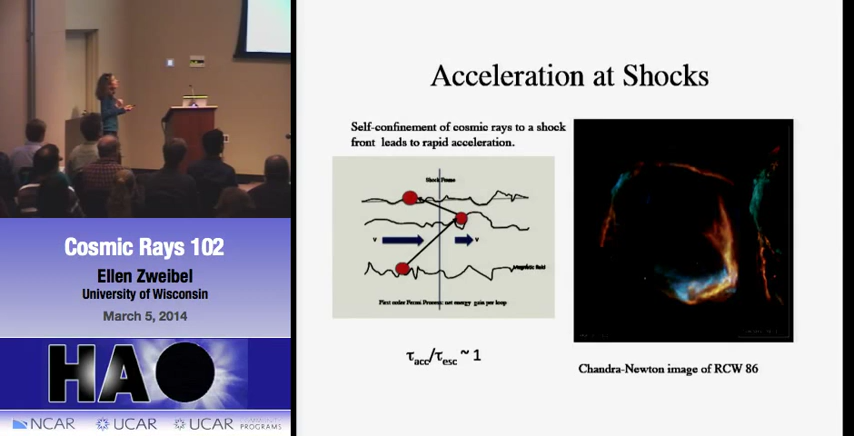 Acceleration at Shocks
Self-confinement of cosmic rays to a shock
front leads to rapid acceleration.
Shock Frame
v
v
Magnetic field
First order Fermi Process: net energy gain per loop
τacc/τesc ~ 1
Chandra-Newton image of RCW 86
Cosmic Rays 102
Ellen Zweibel
University of Wisconsin
March 5, 2014
HAO
NCAR
UCAR
UCAR
PROGRAMS